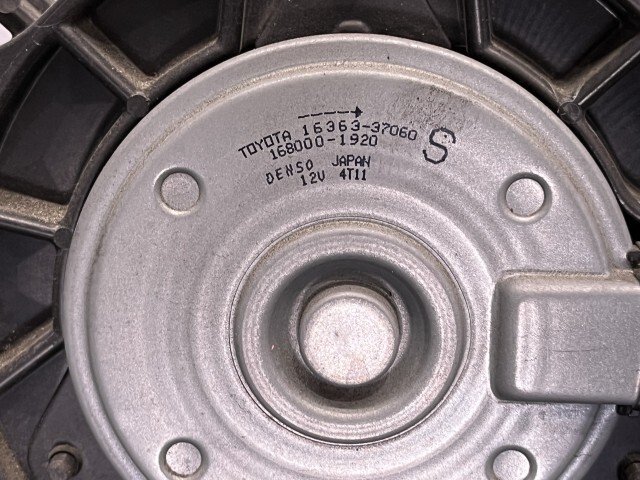 TOYOTA 16363-37060 S
168000-1920
DENSO JAPAN
12V 4T11